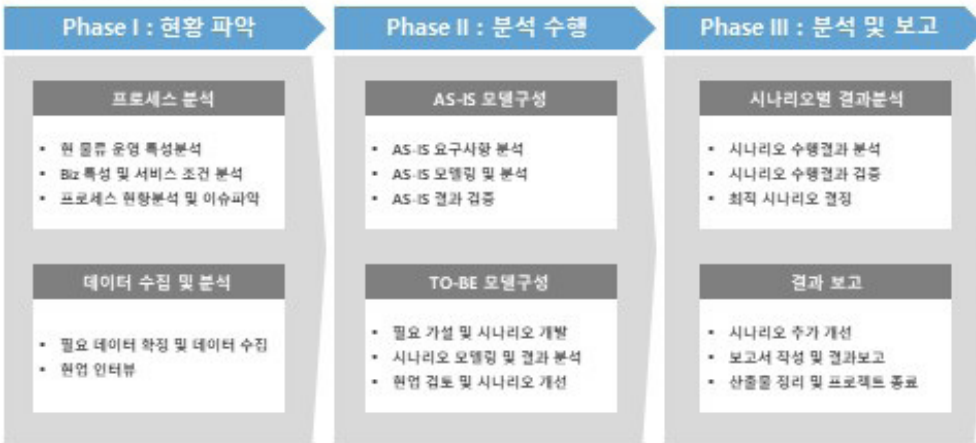 Phase I : 현황 파악
프로세스 분석
▪ 현 물류 운영 특성분석
▪ Biz 특성 및 서비스 조건 분석
▪ 프로세스 현황분석 및 이슈파악
데이터 수집 및 분석
▪ 필요 데이터 확정 및 데이터 수집
▪ 현업 인터뷰
Phase II : 분석 수행
AS-IS 모델구성
▪ AS-IS 요구사항 분석
▪ AS-IS 모델링 및 분석
▪ AS-IS 결과 검증
TO-BE 모델구성
▪ 필요 가설 및 시나리오 개발
▪ 시나리오 모델링 및 결과 분석
▪ 현업 검토 및 시나리오 개선
Phase III : 분석 및 보고
시나리오별 결과분석
▪ 시나리오 수행결과 분석
▪ 시나리오 수행결과 검증
▪ 최적 시나리오 결정
결과 보고
▪ 시나리오 추가 개선
▪ 보고서 작성 및 결과보고
▪ 산출물 정리 및 프로젝트 종료